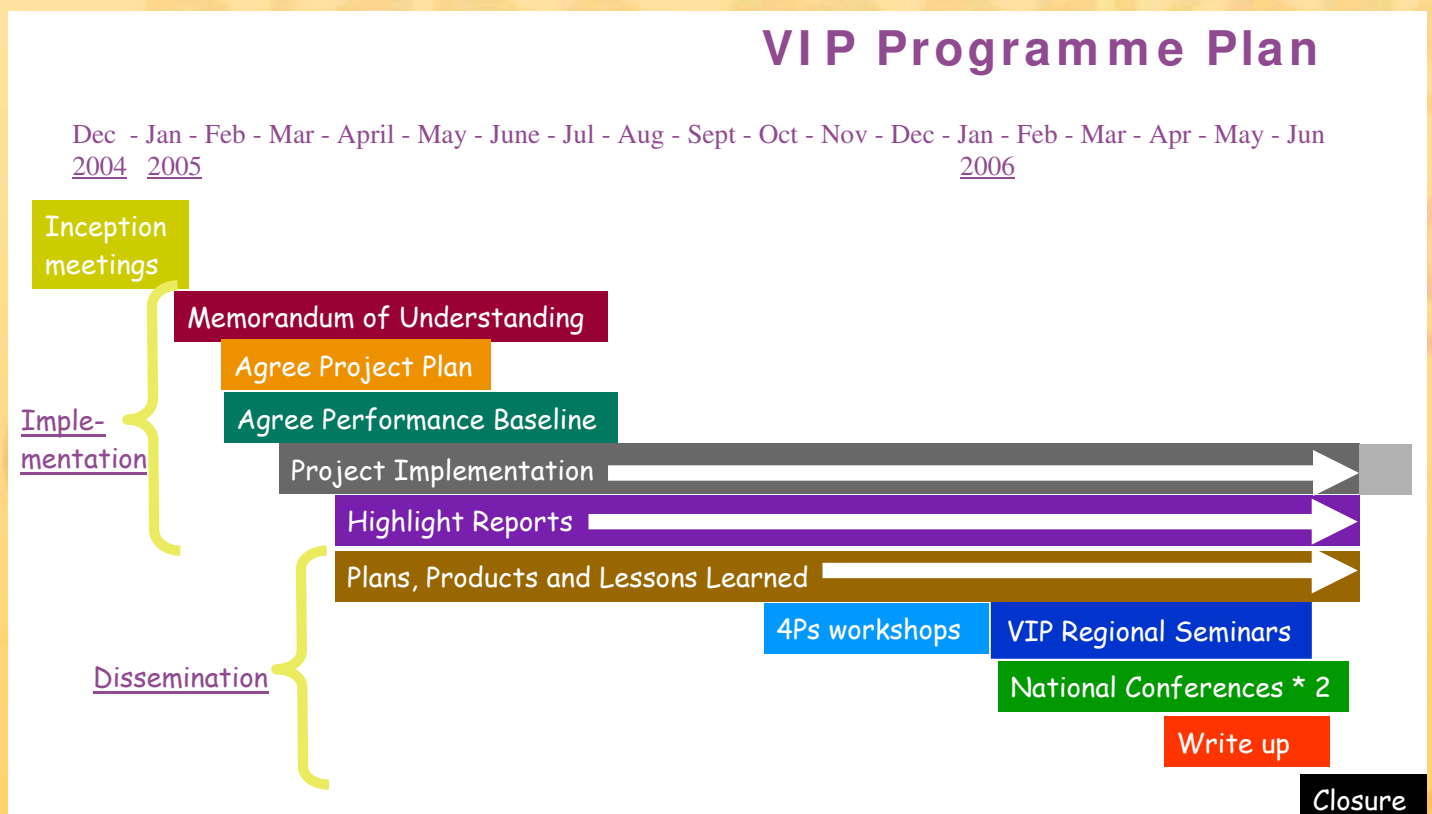 VIP Programme Plan
Dec - Jan - Feb - Mar - April - May - June - Jul - Aug - Sept - Oct - Nov - Dec - Jan - Feb - Mar - Apr - May - Jun
2004 2005 2006
Inception
meetings
Memorandum of Understanding
Agree Project Plan
Agree Performance Baseline
Imple-
mentation
Project Implementation
Highlight Reports
Plans, Products and Lessons Learned
4Ps workshops VIP Regional Seminars
Dissemination
National Conferences * 2
Write up
Closure